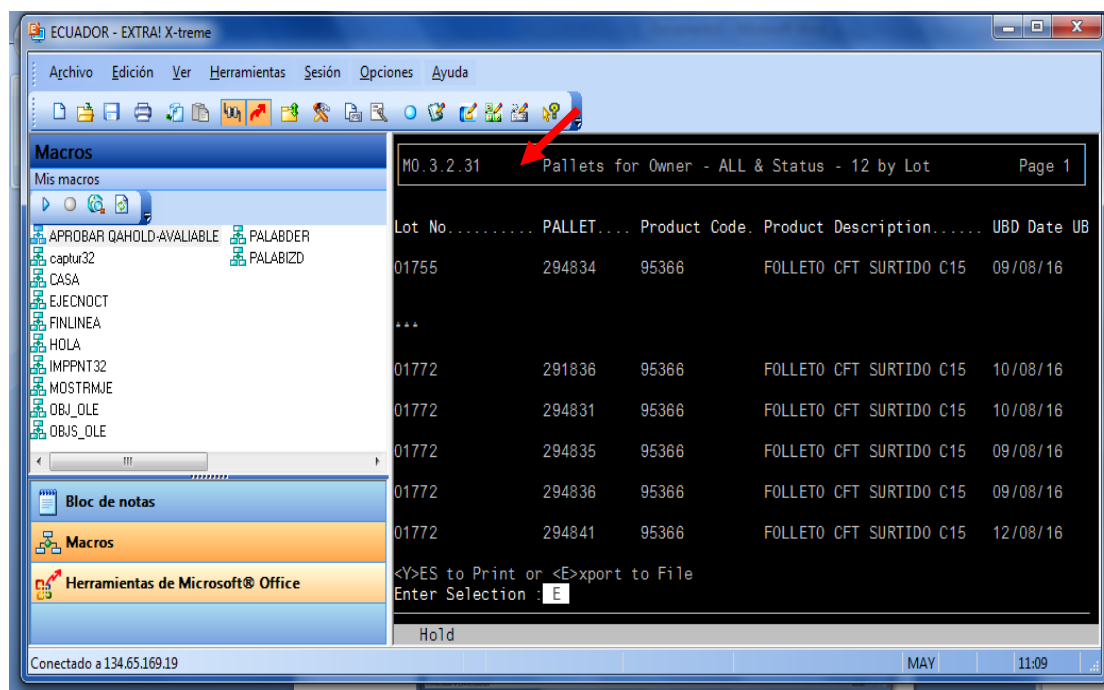 ECUADOR - EXTRA! X-treme
Archivo Edición Ver Herramientas Sesión Opciones Ayuda
Macros
Mis macros
APROBAR QAHOLD-AVALIABLE PALABDER
captur32 PALABIZD
CASA
EJECNOCT
FINLINEA
HOLA
IMPPNT32
MOSTRMJE
OBJ_OLE
OBJS_OLE
Bloc de notas
Macros
Herramientas de Microsoft® Office
M0.3.2.31 Pallets for Owner - ALL & Status - 12 by Lot Page 1
Lot No.......... PALLET.... Product Code. Product Description...... UBD Date UB
01755 294834 95366 FOLLETO CFT SURTIDO C15 09/08/16
...
01772 291836 95366 FOLLETO CFT SURTIDO C15 10/08/16
01772 294831 95366 FOLLETO CFT SURTIDO C15 10/08/16
01772 294835 95366 FOLLETO CFT SURTIDO C15 09/08/16
01772 294836 95366 FOLLETO CFT SURTIDO C15 09/08/16
01772 294841 95366 FOLLETO CFT SURTIDO C15 12/08/16
<Y>ES to Print or <E>xport to File
Enter Selection : E
Hold
Conectado a 134.65.169.19 MAY 11:09